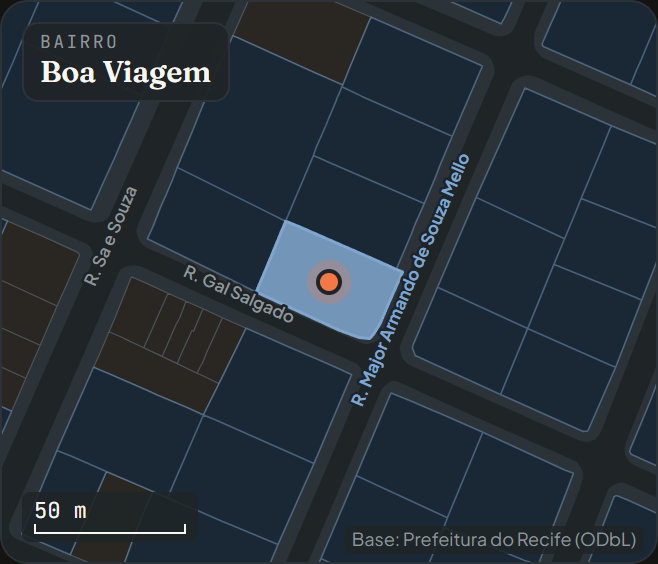 BAIRRO
Boa Viagem
R. Sa e Souza
R. Gal Salgado
R. Major Armando de Souza Mello
50 m
Base: Prefeitura do Recife (ODbL)